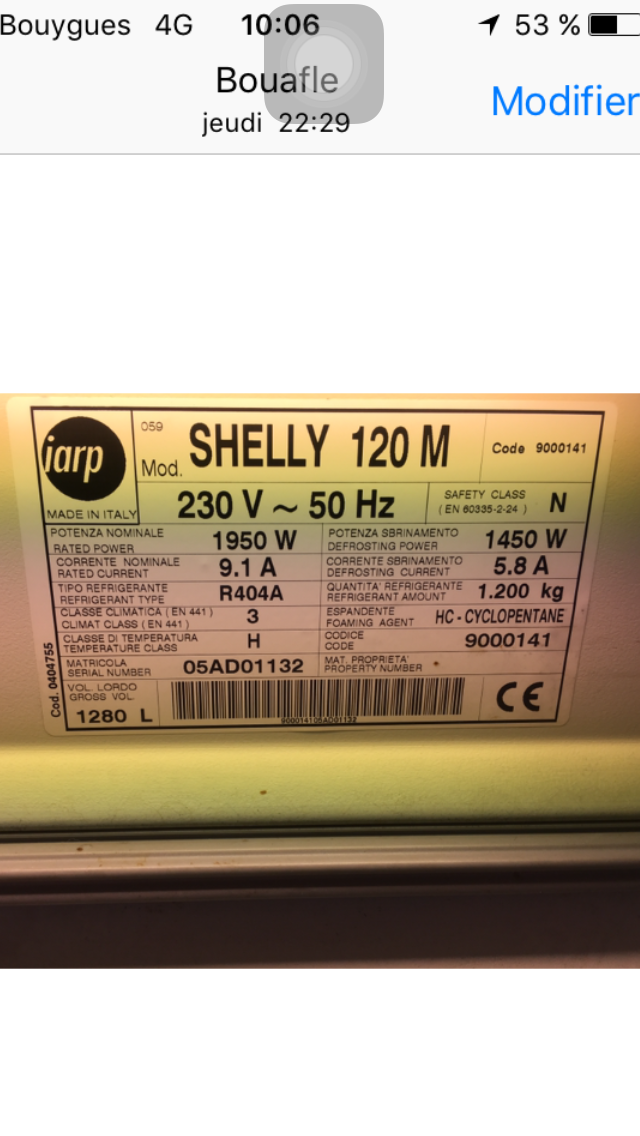 Bouygues 4G 10:06 53 %
Bouafle
jeudi 22:29
Modifier
iarp
MADE IN ITALY
059
Mod. SHELLY 120 M
Code 9000141
230 V ~ 50 Hz
SAFETY CLASS
( EN 60335-2-24 ) N
POTENZA NOMINALE
RATED POWER 1950 W
POTENZA SBRINAMENTO
DEFROSTING POWER 1450 W
CORRENTE NOMINALE
RATED CURRENT 9.1 A
CORRENTE SBRINAMENTO
DEFROSTING CURRENT 5.8 A
TIPO REFRIGERANTE
REFRIGERANT TYPE R404A
QUANTITA' REFRIGERANTE
REFRIGERANT AMOUNT 1.200 kg
CLASSE CLIMATICA ( EN 441 )
CLIMAT CLASS ( EN 441 ) 3
ESPANDENTE
FOAMING AGENT HC - CYCLOPENTANE
CLASSE DI TEMPERATURA
TEMPERATURE CLASS H
CODICE
CODE 9000141
MATRICOLA
SERIAL NUMBER 05AD01132
MAT. PROPRIETA'
PROPERTY NUMBER
VOL. LORDO
GROSS VOL.
1280 L
900014105AD01132
CE
Cod. 0404755